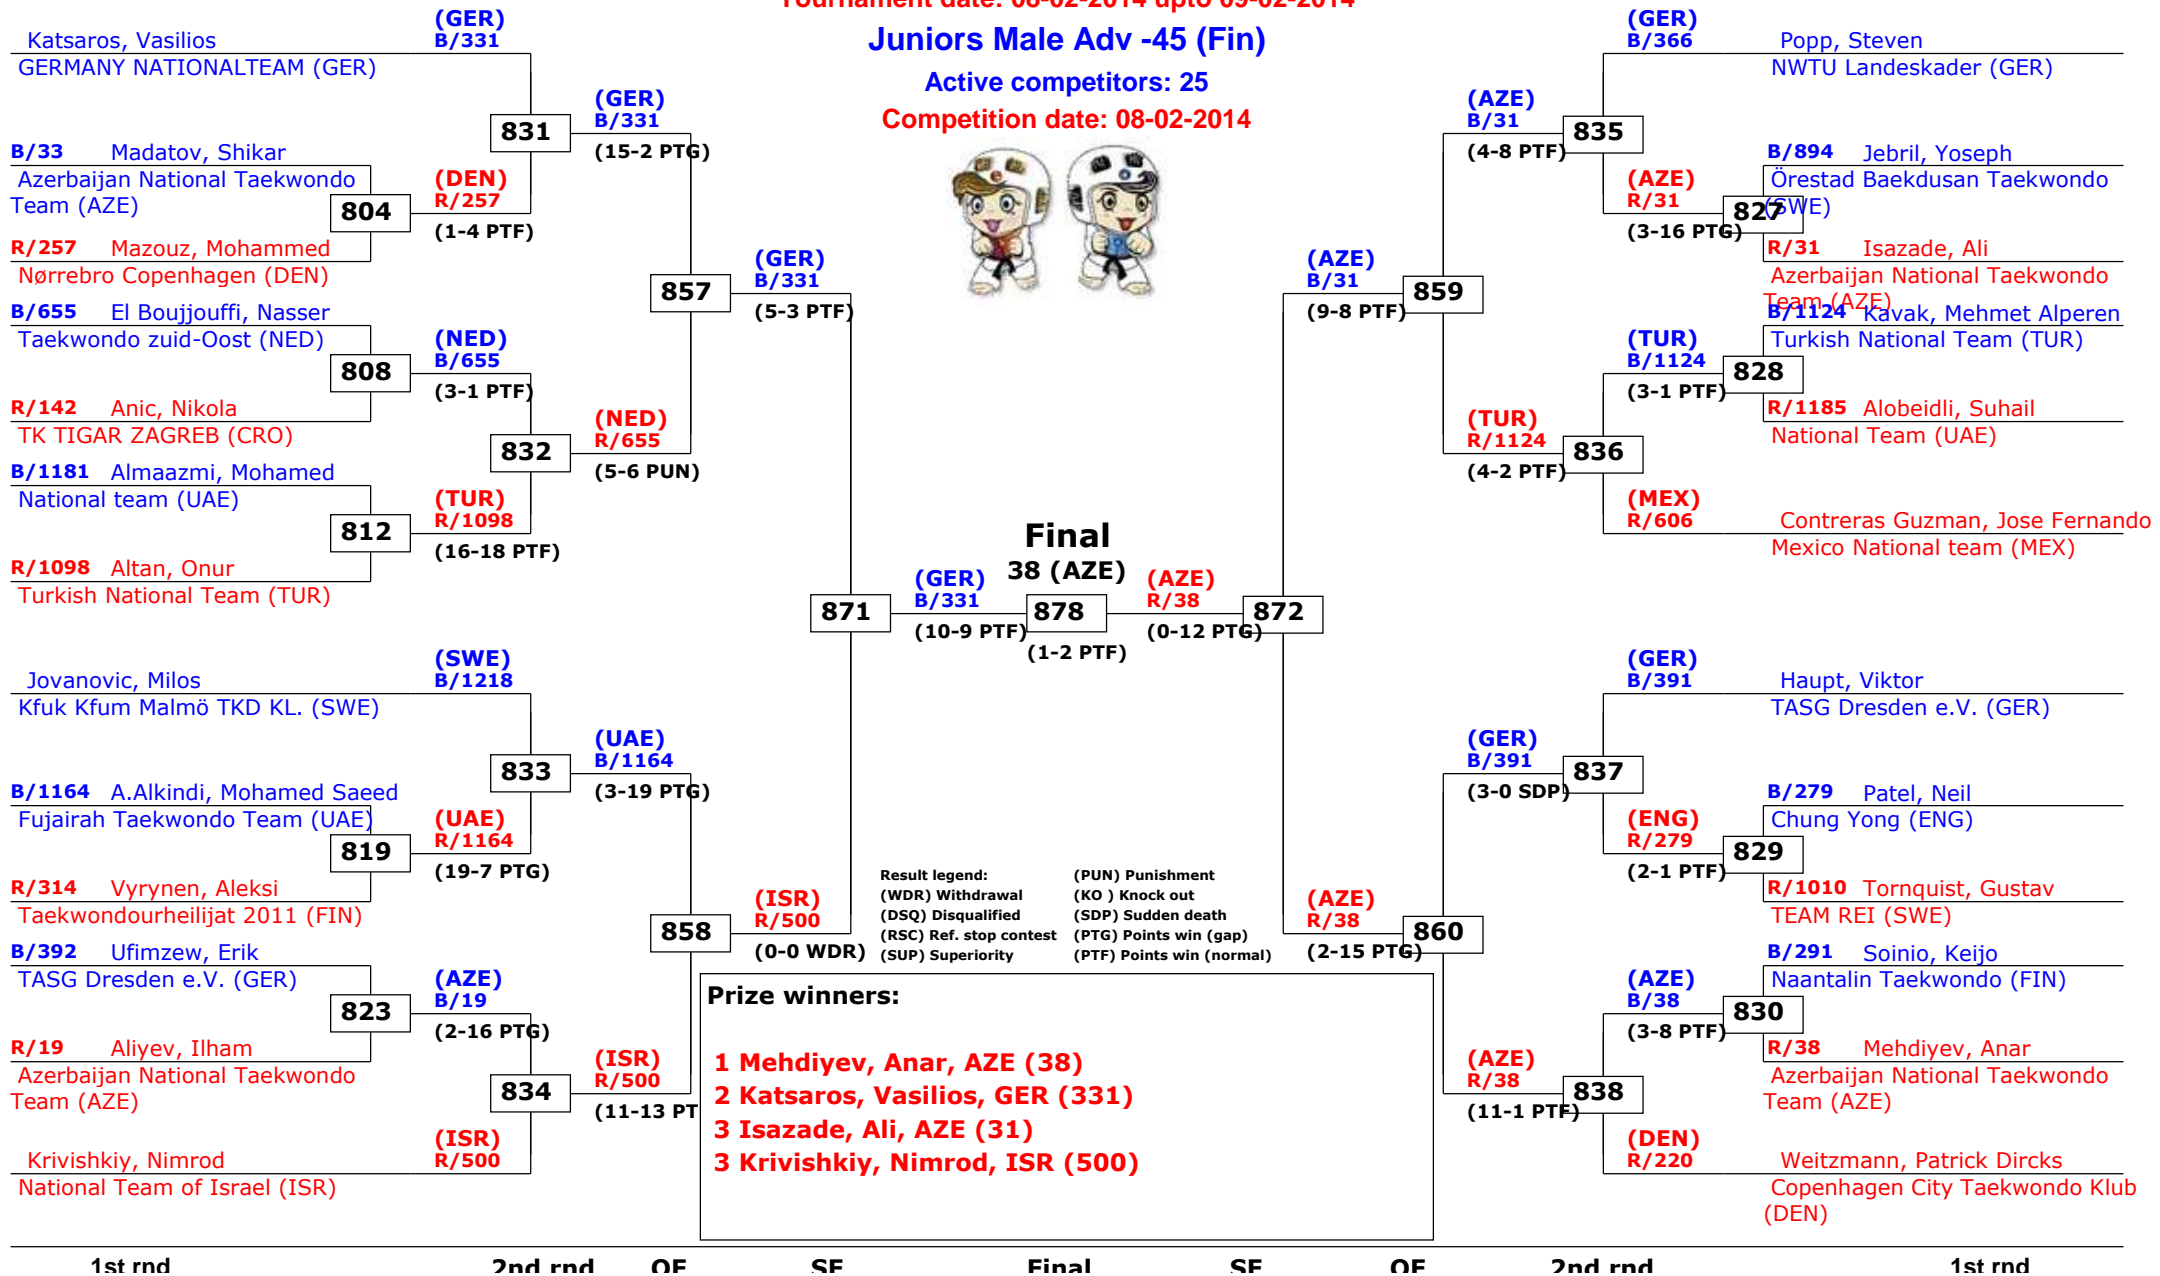 Tournament date: 08-02-2014 upto 09-02-2014
Juniors Male Adv -45 (Fin)
Active competitors: 25
Competition date: 08-02-2014
Katsaros, Vasilios
GERMANY NATIONALTEAM (GER)
(GER)
B/331
B/33 Madatov, Shikar
Azerbaijan National Taekwondo
Team (AZE)
804
R/257 Mazouz, Mohammed
Nørrebro Copenhagen (DEN)
(DEN)
R/257
(1-4 PTF)
831
(GER)
B/331
(15-2 PTG)
B/655 El Boujjouffi, Nasser
Taekwondo zuid-Oost (NED)
808
R/142 Anic, Nikola
TK TIGAR ZAGREB (CRO)
(NED)
B/655
(3-1 PTF)
B/1181 Almaazmi, Mohamed
National team (UAE)
812
R/1098 Altan, Onur
Turkish National Team (TUR)
(TUR)
R/1098
(16-18 PTF)
832
(NED)
R/655
(5-6 PUN)
857
(GER)
B/331
(5-3 PTF)
Jovanovic, Milos
Kfuk Kfum Malmö TKD KL. (SWE)
(SWE)
B/1218
B/1164 A.Alkindi, Mohamed Saeed
Fujairah Taekwondo Team (UAE)
819
R/314 Vyrynen, Aleksi
Taekwondourheilijat 2011 (FIN)
(UAE)
R/1164
(19-7 PTG)
833
(UAE)
B/1164
(3-19 PTG)
B/392 Ufimzew, Erik
TASG Dresden e.V. (GER)
823
R/19 Aliyev, Ilham
Azerbaijan National Taekwondo
Team (AZE)
(AZE)
B/19
(2-16 PTG)
834
Krivishkiy, Nimrod
National Team of Israel (ISR)
(ISR)
R/500
(ISR)
R/500
(11-13 PT
858
(ISR)
R/500
(0-0 WDR)
871
(GER)
B/331
(10-9 PTF)
Final
38 (AZE)
878
(1-2 PTF)
(AZE)
R/38
(0-12 PTG)
872
(AZE)
B/31
(9-8 PTF)
859
(AZE)
B/31
(4-8 PTF)
835
(GER)
B/366
Popp, Steven
NWTU Landeskader (GER)
(AZE)
R/31
(3-16 PTG)
827
B/894 Jebril, Yoseph
Örestad Baekdusan Taekwondo
(SWE)
R/31 Isazade, Ali
Azerbaijan National Taekwondo
Team (AZE)
(TUR)
R/1124
(4-2 PTF)
836
(TUR)
B/1124
(3-1 PTF)
828
B/1124 Kavak, Mehmet Alperen
Turkish National Team (TUR)
R/1185 Alobeidli, Suhail
National Team (UAE)
(MEX)
R/606
Contreras Guzman, Jose Fernando
Mexico National team (MEX)
(AZE)
R/38
(2-15 PTG)
860
(GER)
B/391
(3-0 SDP)
837
(GER)
B/391
Haupt, Viktor
TASG Dresden e.V. (GER)
(ENG)
R/279
(2-1 PTF)
829
B/279 Patel, Neil
Chung Yong (ENG)
R/1010 Tornquist, Gustav
TEAM REI (SWE)
(AZE)
R/38
(11-1 PTF)
838
(AZE)
B/38
(3-8 PTF)
830
B/291 Soinio, Keijo
Naantalin Taekwondo (FIN)
R/38 Mehdiyev, Anar
Azerbaijan National Taekwondo
Team (AZE)
(DEN)
R/220
Weitzmann, Patrick Dircks
Copenhagen City Taekwondo Klub
(DEN)
Result legend: (PUN) Punishment
(WDR) Withdrawal (KO ) Knock out
(DSQ) Disqualified (SDP) Sudden death
(RSC) Ref. stop contest (PTG) Points win (gap)
(SUP) Superiority (PTF) Points win (normal)
Prize winners:
1 Mehdiyev, Anar, AZE (38)
2 Katsaros, Vasilios, GER (331)
3 Isazade, Ali, AZE (31)
3 Krivishkiy, Nimrod, ISR (500)
1st rnd 2nd rnd QF SF Final SF QF 2nd rnd 1st rnd